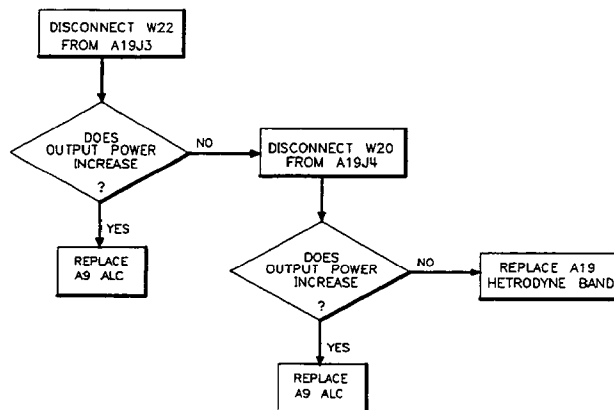 DISCONNECT W22
FROM A19J3
DOES
OUTPUT POWER
INCREASE
?
NO
YES
REPLACE
A9 ALC
DISCONNECT W20
FROM A19J4
DOES
OUTPUT POWER
INCREASE
?
NO
YES
REPLACE A19
HETRODYNE BAND
REPLACE
A9 ALC